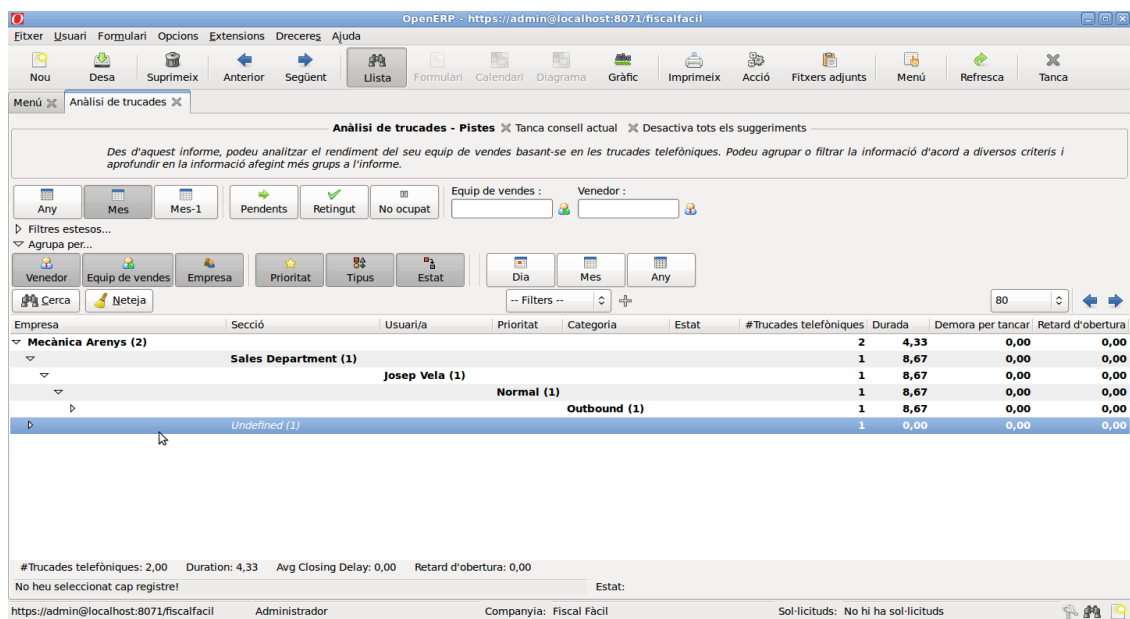 OpenERP - https://admin@localhost:8071/fiscalfacil
Fitxer Usuari Formulari Opcions Extensions Dreceres Ajuda
Nou Desa Suprimeix Anterior Següent Llista Formulari Calendari Diagrama Gràfic Imprimeix Acció Fitxers adjunts Menú Refresca Tanca
Menú Anàlisi de trucades
Anàlisi de trucades - Pistes Tanca consell actual Desactiva tots els suggeriments
Des d'aquest informe, podeu analitzar el rendiment del seu equip de vendes basant-se en les trucades telefòniques. Podeu agrupar o filtrar la informació d'acord a diversos criteris i
aprofundir en la informació afegint més grups a l'informe.
Equip de vendes : Venedor :
Any Mes Mes-1 Pendents Retingut No ocupat
Filtres estesos...
Agrupa per...
Venedor Equip de vendes Empresa Prioritat Tipus Estat Dia Mes Any
Cerca Neteja -- Filters -- 80
Empresa Secció Usuari/a Prioritat Categoria Estat #Trucades telefòniques Durada Demora per tancar Retard d'obertura
Mecànica Arenys (2) 2 4,33 0,00 0,00
Sales Department (1) 1 8,67 0,00 0,00
Josep Vela (1) 1 8,67 0,00 0,00
Normal (1) 1 8,67 0,00 0,00
Outbound (1) 1 8,67 0,00 0,00
Undefined (1) 1 0,00 0,00 0,00
#Trucades telefòniques: 2,00 Duration: 4,33 Avg Closing Delay: 0,00 Retard d'obertura: 0,00
No heu seleccionat cap registre! Estat:
https://admin@localhost:8071/fiscalfacil Administrador Companyia: Fiscal Fàcil Sol·licituds: No hi ha sol·licituds